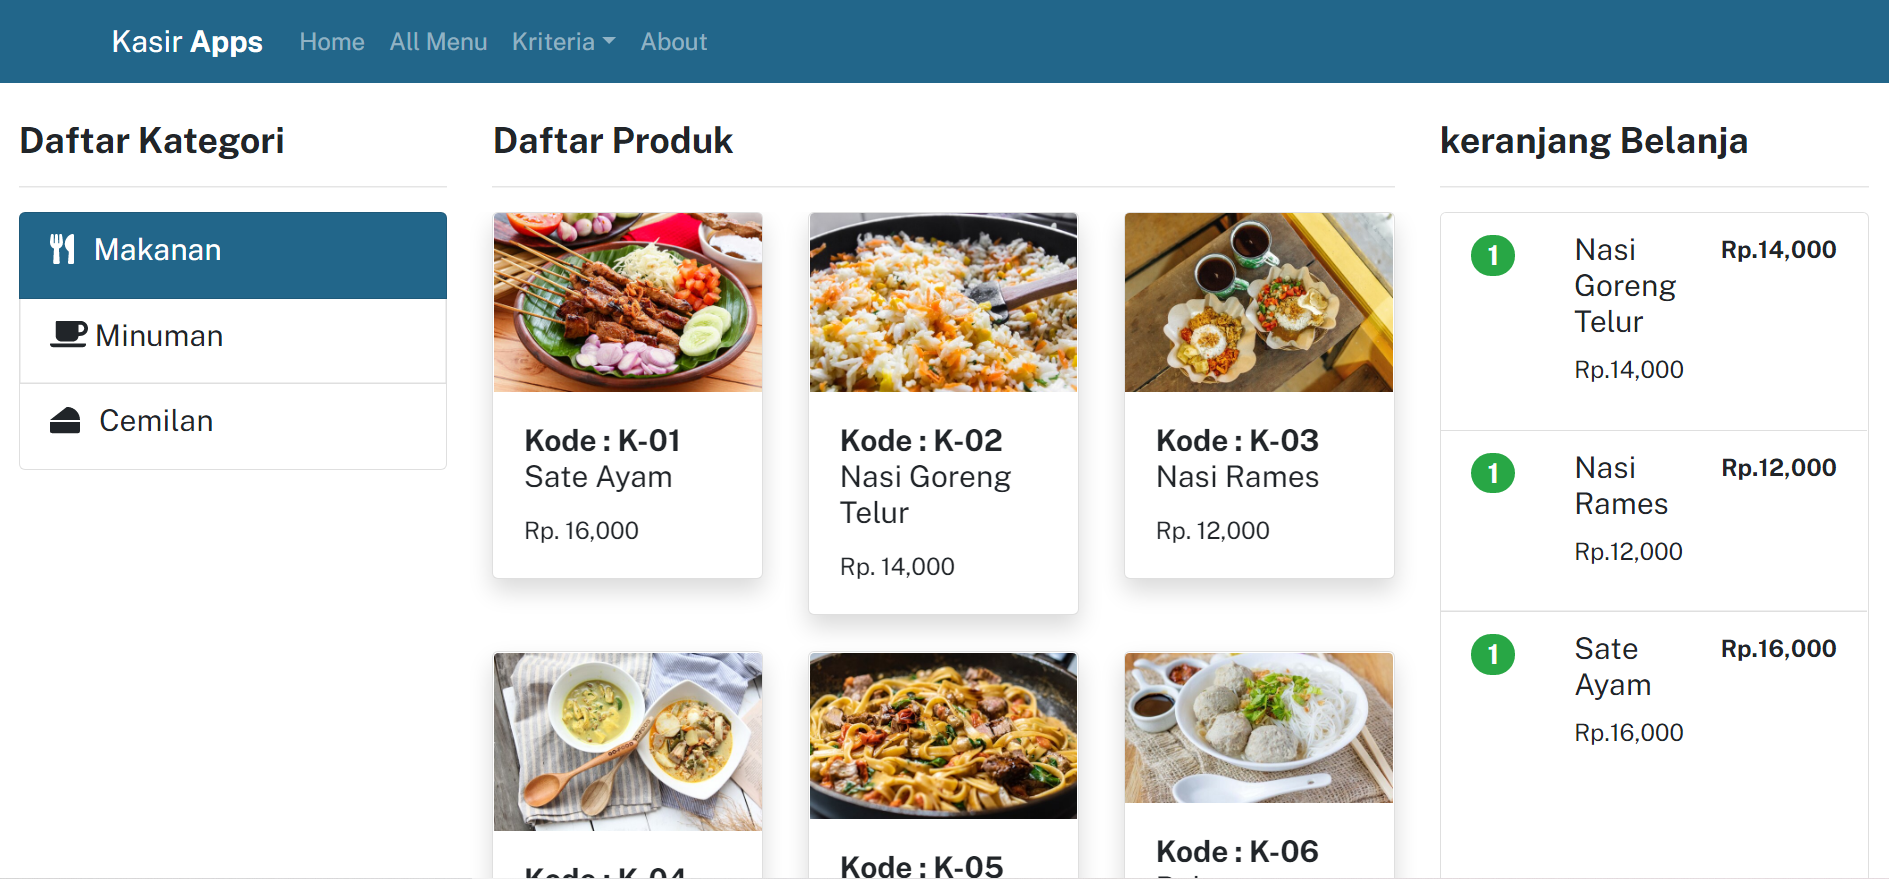 Kasir Apps Home All Menu Kriteria About
Daftar Kategori
Makanan
Minuman
Cemilan
Daftar Produk
Kode : K-01
Sate Ayam
Rp. 16,000
Kode : K-02
Nasi Goreng
Telur
Rp. 14,000
Kode : K-03
Nasi Rames
Rp. 12,000
Kode : K-04
Kode : K-05
Kode : K-06
keranjang Belanja
1 Nasi Rp.14,000
Goreng
Telur
Rp.14,000
1 Nasi Rp.12,000
Rames
Rp.12,000
1 Sate Rp.16,000
Ayam
Rp.16,000